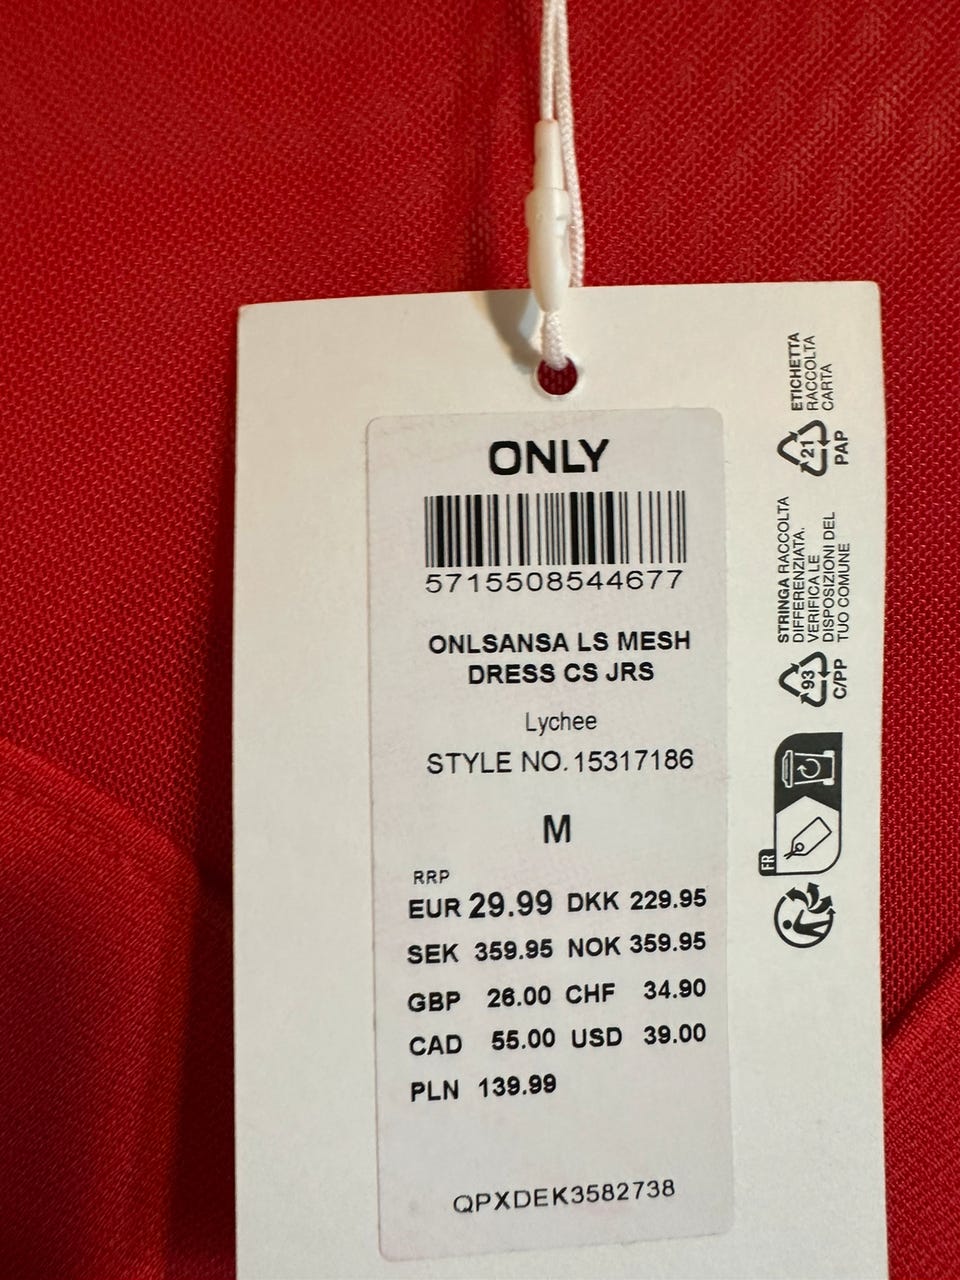 ONLY
5715508544677
ONLSANSA LS MESH
DRESS CS JRS
Lychee
STYLE NO. 15317186
M
RRP
EUR 29.99 DKK 229.95
SEK 359.95 NOK 359.95
GBP 26.00 CHF 34.90
CAD 55.00 USD 39.00
PLN 139.99
QPXDEK3582738
21
PAP
ETICHETTA
RACCOLTA
CARTA
93
C/PP
STRINGA RACCOLTA
DIFFERENZIATA.
VERIFICA LE
DISPOSIZIONI DEL
TUO COMUNE
FR